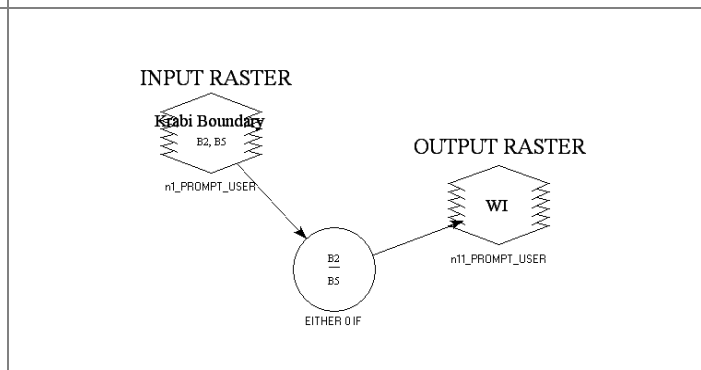 INPUT RASTER
Krabi Boundary
B2, B5
n1_PROMPT_USER
OUTPUT RASTER
WI
n11_PROMPT_USER
B2
B5
EITHER 0 IF